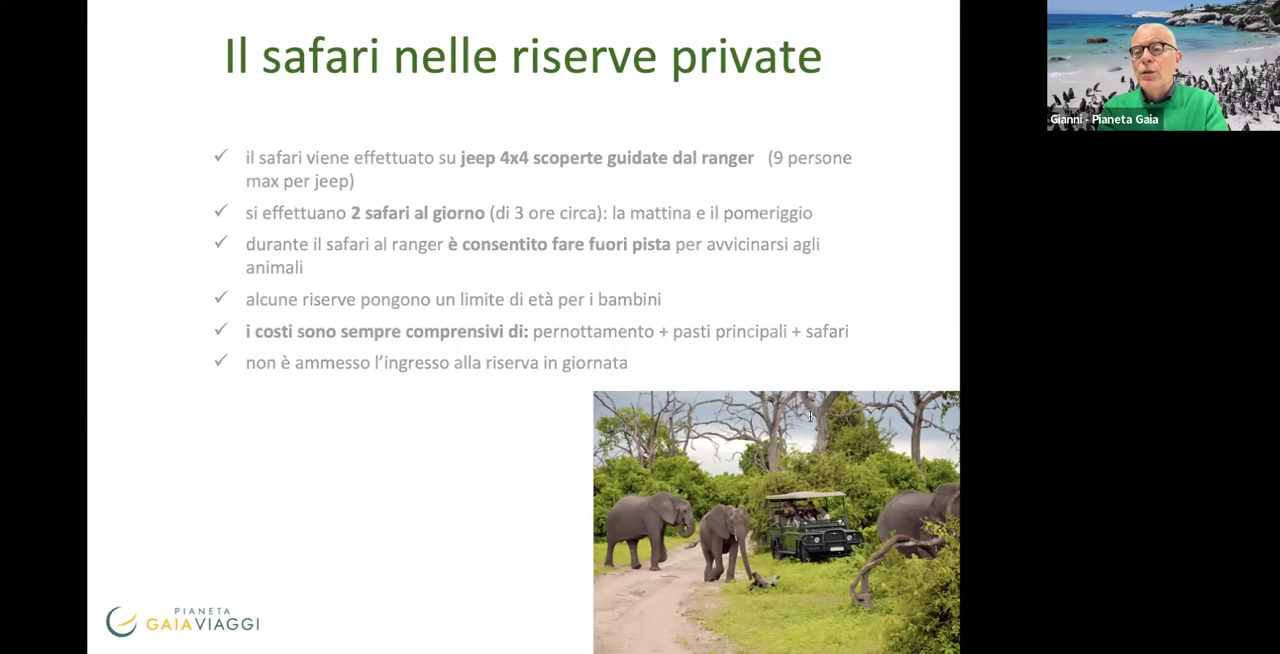 Il safari nelle riserve private
Gianni - Pianeta Gaia
✓ il safari viene effettuato su jeep 4x4 scoperte guidate dal ranger (9 persone
max per jeep)
✓ si effettuano 2 safari al giorno (di 3 ore circa): la mattina e il pomeriggio
✓ durante il safari al ranger è consentito fare fuori pista per avvicinarsi agli
animali
✓ alcune riserve pongono un limite di età per i bambini
✓ i costi sono sempre comprensivi di: pernottamento + pasti principali + safari
✓ non è ammesso l’ingresso alla riserva in giornata
PIANETA
GAIAVIAGGI